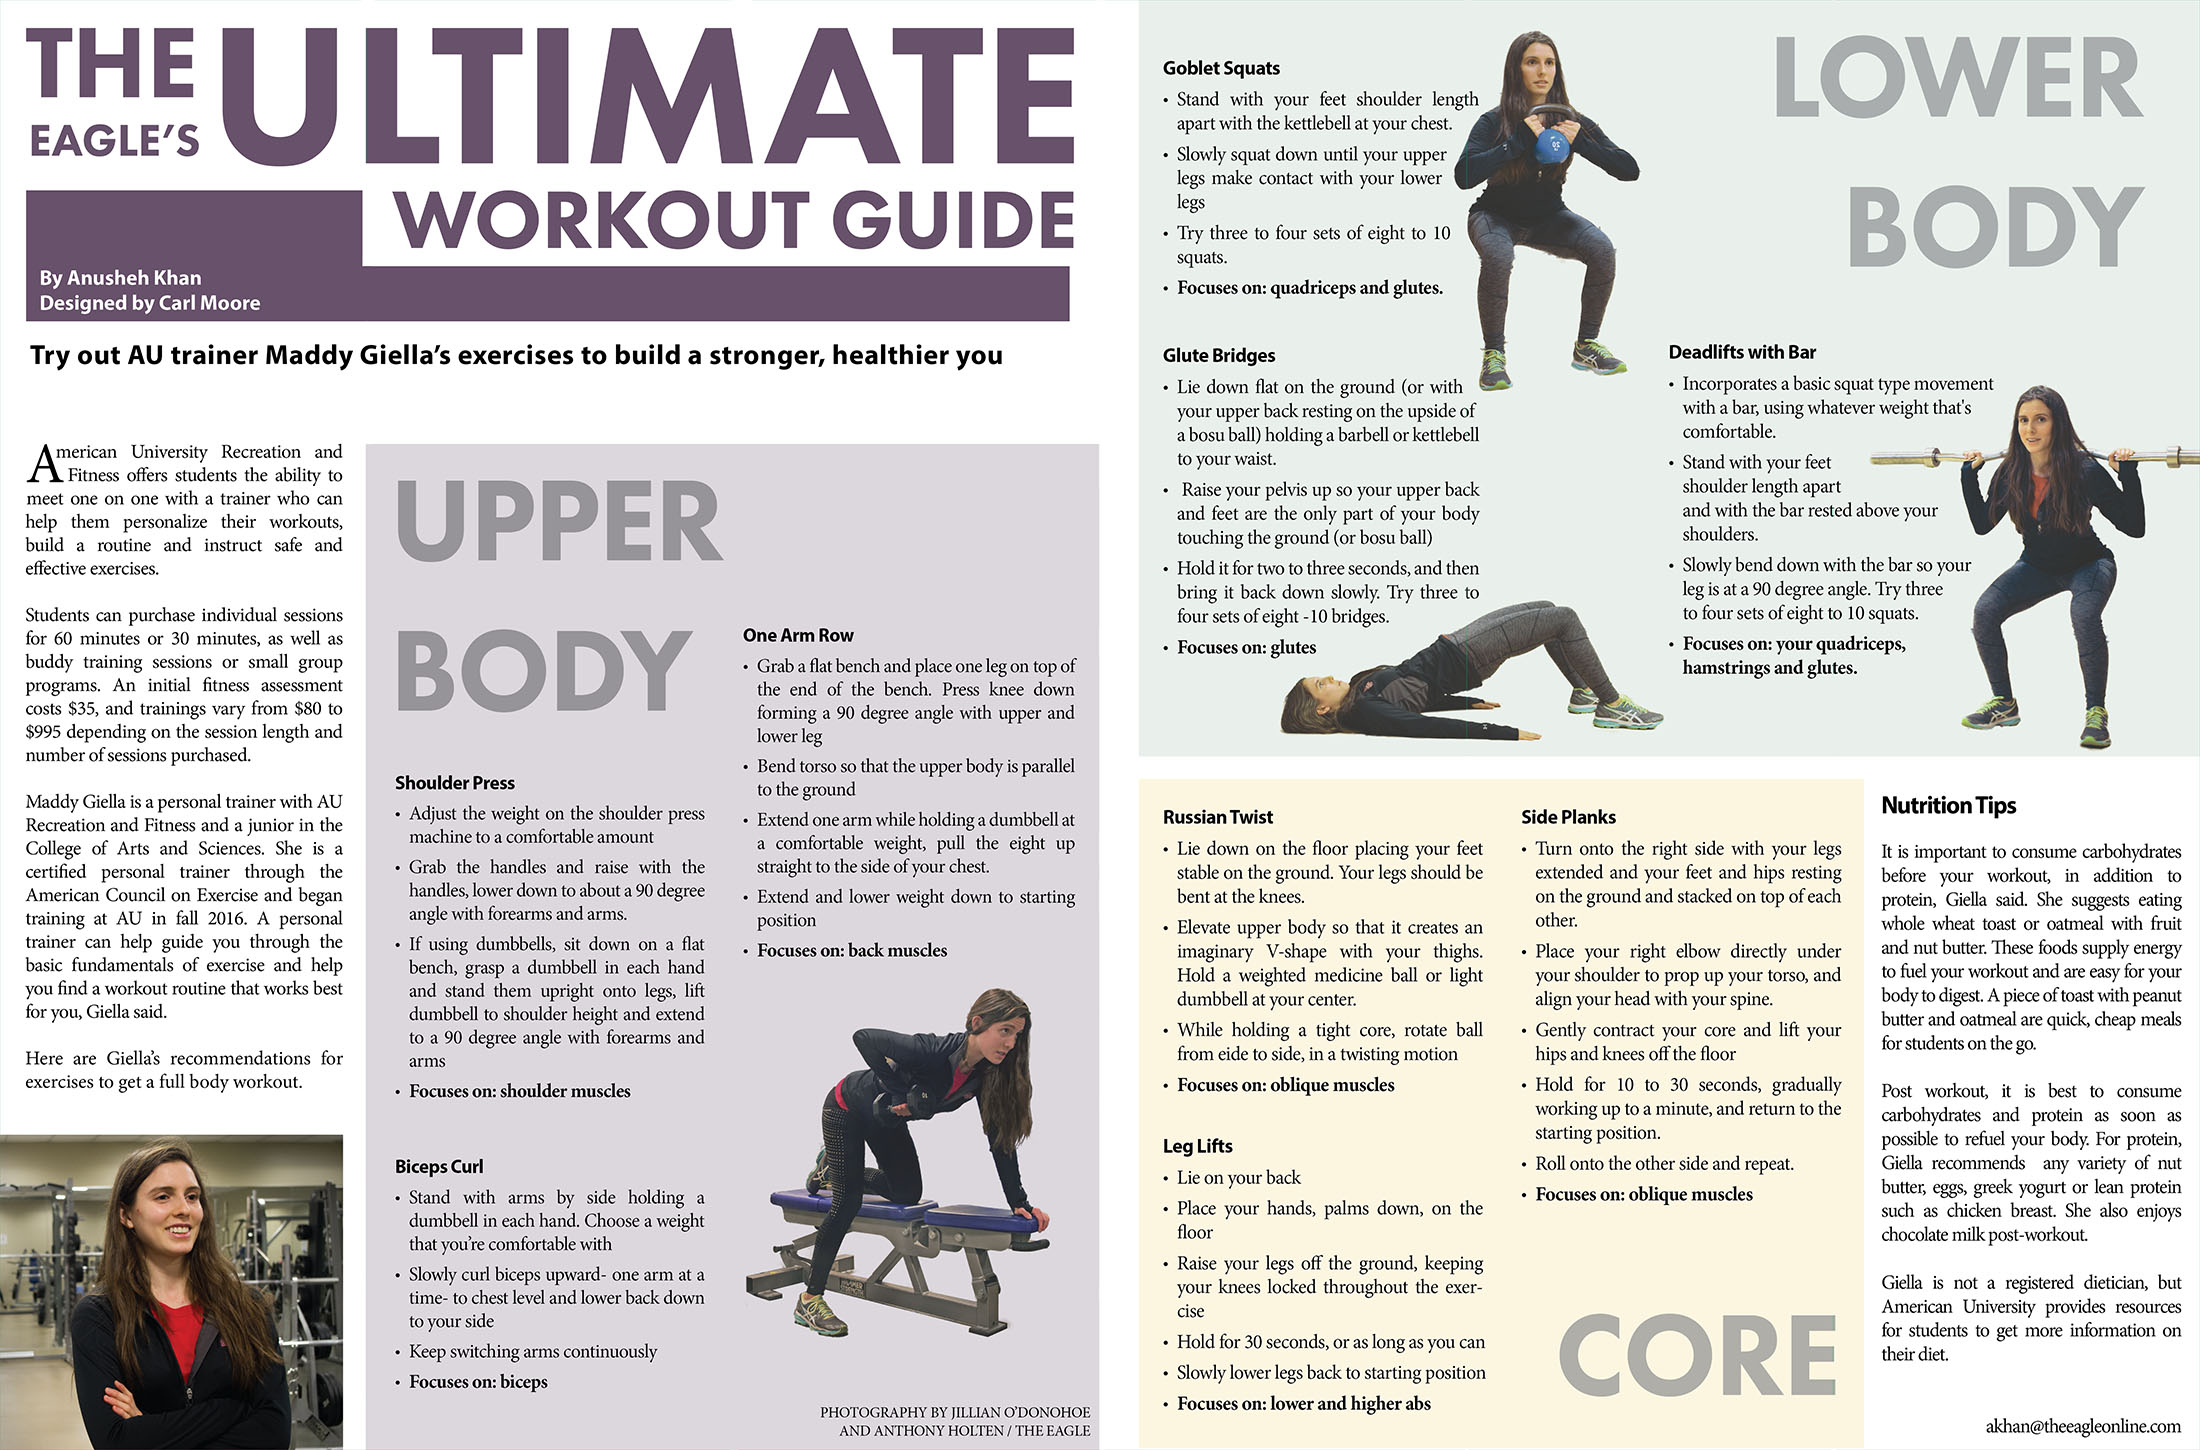 THE
EAGLE'S
ULTIMATE
WORKOUT GUIDE
By Anusheh Khan
Designed by Carl Moore
Try out AU trainer Maddy Giella's exercises to build a stronger, healthier you
American University Recreation and
Fitness offers students the ability to
meet one on one with a trainer who can
help them personalize their workouts,
build a routine and instruct safe and
effective exercises.
Students can purchase individual sessions
for 60 minutes or 30 minutes, as well as
buddy training sessions or small group
programs. An initial fitness assessment
costs $35, and trainings vary from $80 to
$995 depending on the session length and
number of sessions purchased.
Maddy Giella is a personal trainer with AU
Recreation and Fitness and a junior in the
College of Arts and Sciences. She is a
certified personal trainer through the
American Council on Exercise and began
training at AU in fall 2016. A personal
trainer can help guide you through the
basic fundamentals of exercise and help
you find a workout routine that works best
for you, Giella said.
Here are Giella's recommendations for
exercises to get a full body workout.
UPPER
BODY
Shoulder Press
• Adjust the weight on the shoulder press
machine to a comfortable amount
• Grab the handles and raise with the
handles, lower down to about a 90 degree
angle with forearms and arms.
• If using dumbbells, sit down on a flat
bench, grasp a dumbbell in each hand
and stand them upright onto legs, lift
dumbbell to shoulder height and extend
to a 90 degree angle with forearms and
arms
• Focuses on: shoulder muscles
Biceps Curl
• Stand with arms by side holding a
dumbbell in each hand. Choose a weight
that you're comfortable with
• Slowly curl biceps upward- one arm at a
time- to chest level and lower back down
to your side
• Keep switching arms continuously
• Focuses on: biceps
One Arm Row
• Grab a flat bench and place one leg on top of
the end of the bench. Press knee down
forming a 90 degree angle with upper and
lower leg
• Bend torso so that the upper body is parallel
to the ground
• Extend one arm while holding a dumbbell at
a comfortable weight, pull the eight up
straight to the side of your chest.
• Extend and lower weight down to starting
position
• Focuses on: back muscles
PHOTOGRAPHY BY JILLIAN O'DONOHOE
AND ANTHONY HOLTEN / THE EAGLE
LOWER
BODY
Goblet Squats
• Stand with your feet shoulder length
apart with the kettlebell at your chest.
• Slowly squat down until your upper
legs make contact with your lower
legs
• Try three to four sets of eight to 10
squats.
• Focuses on: quadriceps and glutes.
Glute Bridges
• Lie down flat on the ground (or with
your upper back resting on the upside of
a bosu ball) holding a barbell or kettlebell
to your waist.
• Raise your pelvis up so your upper back
and feet are the only part of your body
touching the ground (or bosu ball)
• Hold it for two to three seconds, and then
bring it back down slowly. Try three to
four sets of eight -10 bridges.
• Focuses on: glutes
Deadlifts with Bar
• Incorporates a basic squat type movement
with a bar, using whatever weight that's
comfortable.
• Stand with your feet
shoulder length apart
and with the bar rested above your
shoulders.
• Slowly bend down with the bar so your
leg is at a 90 degree angle. Try three
to four sets of eight to 10 squats.
• Focuses on: your quadriceps,
hamstrings and glutes.
Russian Twist
• Lie down on the floor placing your feet
stable on the ground. Your legs should be
bent at the knees.
• Elevate upper body so that it creates an
imaginary V-shape with your thighs.
Hold a weighted medicine ball or light
dumbbell at your center.
• While holding a tight core, rotate ball
from eide to side, in a twisting motion
• Focuses on: oblique muscles
Leg Lifts
• Lie on your back
• Place your hands, palms down, on the
floor
• Raise your legs off the ground, keeping
your knees locked throughout the exer-
cise
• Hold for 30 seconds, or as long as you can
• Slowly lower legs back to starting position
• Focuses on: lower and higher abs
Side Planks
• Turn onto the right side with your legs
extended and your feet and hips resting
on the ground and stacked on top of each
other.
• Place your right elbow directly under
your shoulder to prop up your torso, and
align your head with your spine.
• Gently contract your core and lift your
hips and knees off the floor
• Hold for 10 to 30 seconds, gradually
working up to a minute, and return to the
starting position.
• Roll onto the other side and repeat.
• Focuses on: oblique muscles
CORE
Nutrition Tips
It is important to consume carbohydrates
before your workout, in addition to
protein, Giella said. She suggests eating
whole wheat toast or oatmeal with fruit
and nut butter. These foods supply energy
to fuel your workout and are easy for your
body to digest. A piece of toast with peanut
butter and oatmeal are quick, cheap meals
for students on the go.
Post workout, it is best to consume
carbohydrates and protein as soon as
possible to refuel your body. For protein,
Giella recommends any variety of nut
butter, eggs, greek yogurt or lean protein
such as chicken breast. She also enjoys
chocolate milk post-workout.
Giella is not a registered dietician, but
American University provides resources
for students to get more information on
their diet.
akhan@theeagleonline.com